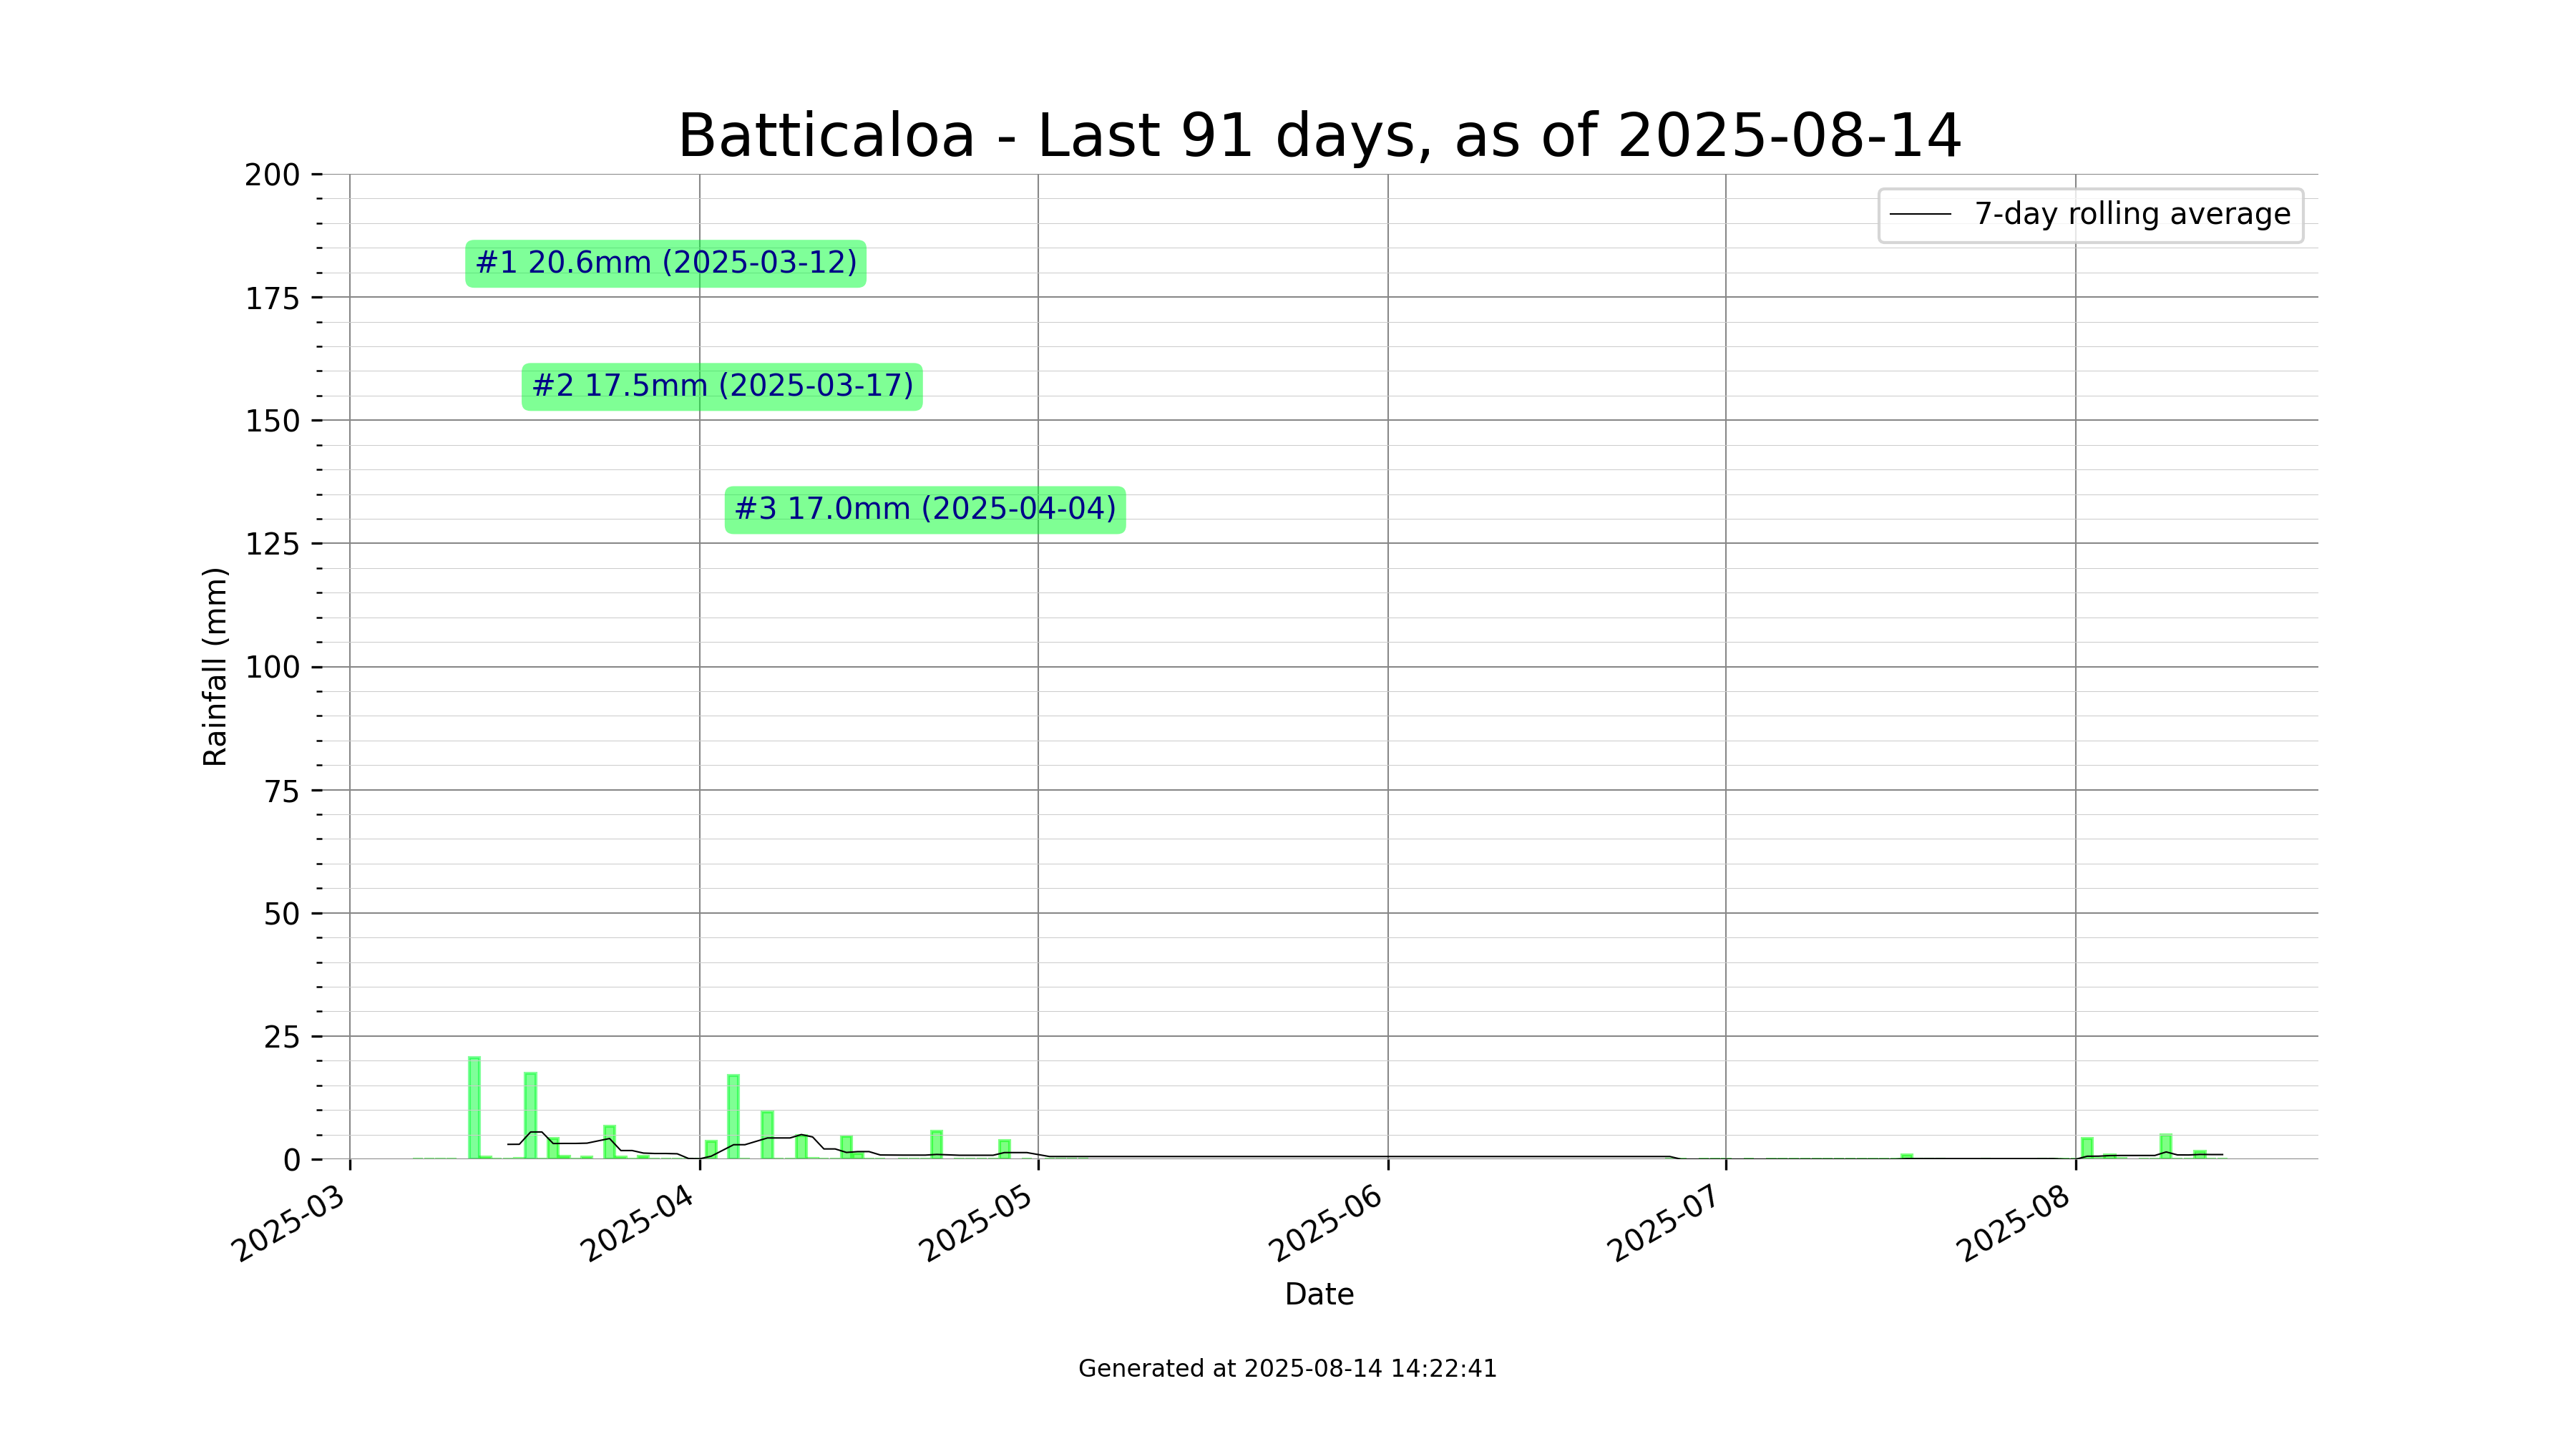 Batticaloa - Last 91 days, as of 2025-08-14
200
175
150
125
100
75
50
25
0
Rainfall (mm)
7-day rolling average
#1 20.6mm (2025-03-12)
#2 17.5mm (2025-03-17)
#3 17.0mm (2025-04-04)
2025-03
2025-04
2025-05
2025-06
2025-07
2025-08
Date
Generated at 2025-08-14 14:22:41